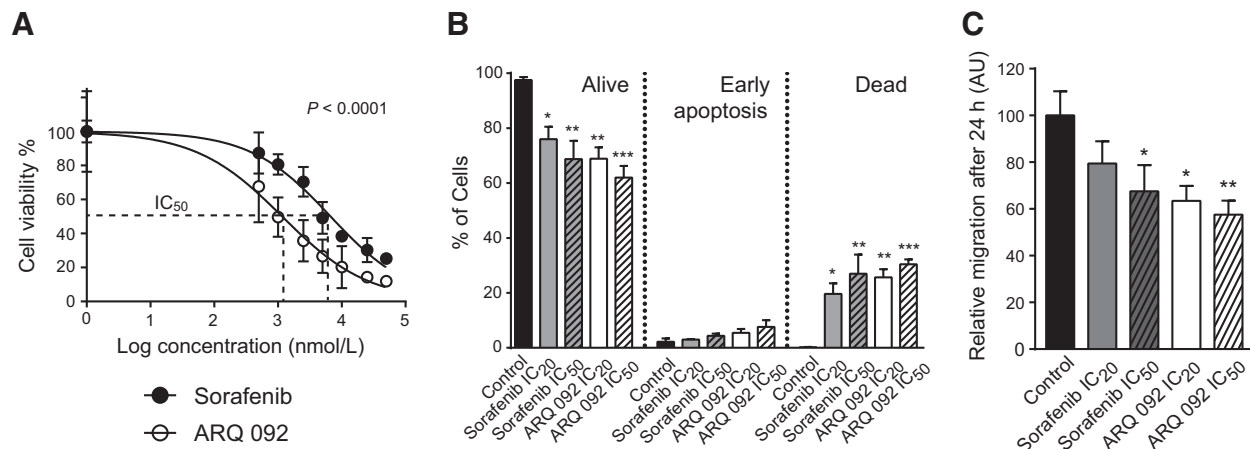 A
Cell viability %
100
80
60
40
20
0
P < 0.0001
IC50
0 1 2 3 4 5
Log concentration (nmol/L)
Sorafenib
ARQ 092
B
% of Cells
100
80
60
40
20
0
Alive
Early
apoptosis
Dead
* ** ** ***
* ** ** ***
Control
Sorafenib IC20
Sorafenib IC50
ARQ 092 IC20
ARQ 092 IC50
Control
Sorafenib IC20
Sorafenib IC50
ARQ 092 IC20
ARQ 092 IC50
Control
Sorafenib IC20
Sorafenib IC50
ARQ 092 IC20
ARQ 092 IC50
C
Relative migration after 24 h (AU)
120
100
80
60
40
20
0
* * **
Control
Sorafenib IC20
Sorafenib IC50
ARQ 092 IC20
ARQ 092 IC50